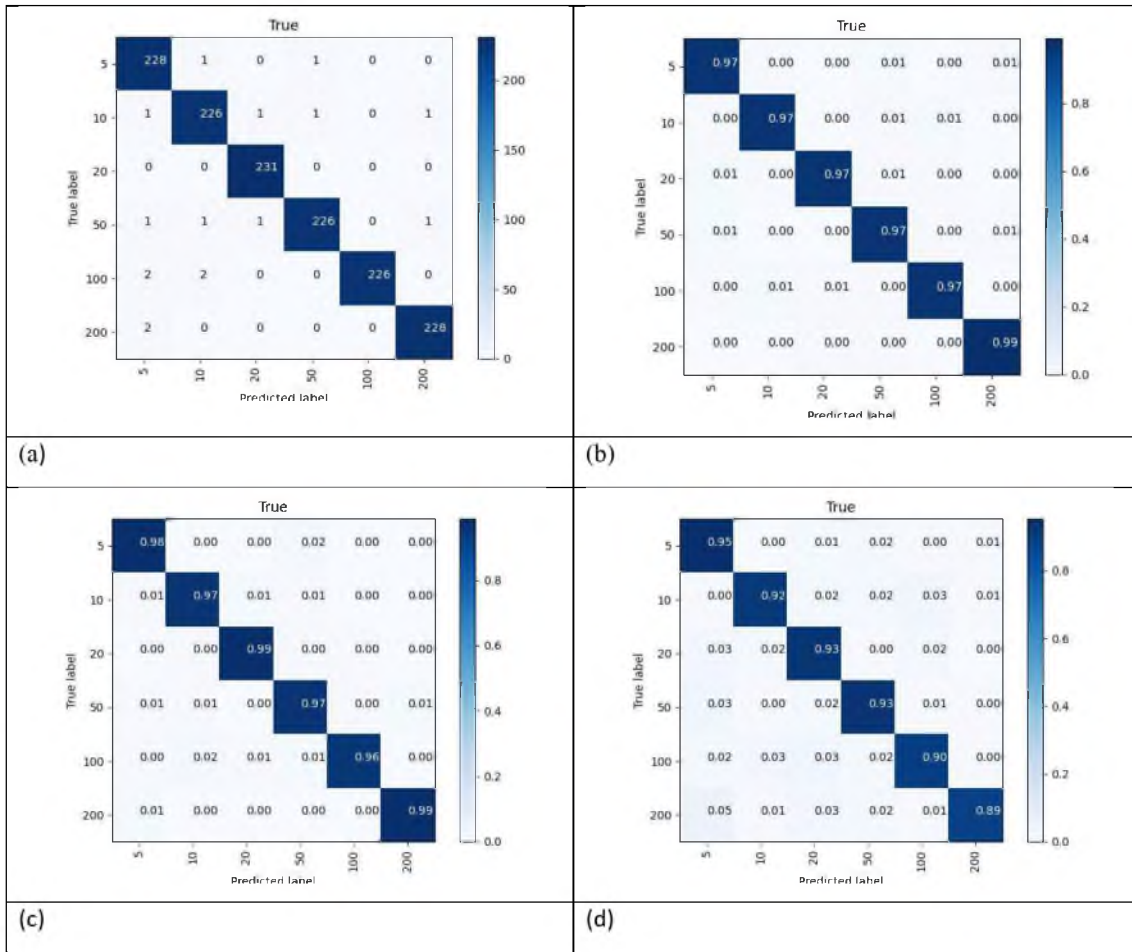 True
5 228 1 0 1 0 0
10 1 226 1 1 0 1
20 0 0 231 0 0 0
50 1 1 1 226 0 1
100 2 2 0 0 226 0
200 2 0 0 0 0 228
5 10 20 50 100 200
True label
Predicted label
200
150
100
50
0
(a)
True
5 0.97 0.00 0.00 0.01 0.00 0.01
10 0.00 0.97 0.00 0.01 0.01 0.00
20 0.01 0.00 0.97 0.01 0.00 0.00
50 0.01 0.00 0.00 0.97 0.00 0.01
100 0.00 0.01 0.01 0.00 0.97 0.00
200 0.00 0.00 0.00 0.00 0.00 0.99
5 10 20 50 100 200
True label
Predicted label
0.8
0.6
0.4
0.2
0.0
(b)
True
5 0.98 0.00 0.00 0.02 0.00 0.00
10 0.01 0.97 0.01 0.01 0.00 0.00
20 0.00 0.00 0.99 0.00 0.00 0.00
50 0.01 0.01 0.00 0.97 0.00 0.01
100 0.00 0.02 0.01 0.01 0.96 0.00
200 0.01 0.00 0.00 0.00 0.00 0.99
5 10 20 50 100 200
True label
Predicted label
0.8
0.6
0.4
0.2
0.0
(c)
True
5 0.95 0.00 0.01 0.02 0.00 0.01
10 0.00 0.92 0.02 0.02 0.03 0.01
20 0.03 0.02 0.93 0.00 0.02 0.00
50 0.03 0.00 0.02 0.93 0.01 0.00
100 0.02 0.03 0.03 0.02 0.90 0.00
200 0.05 0.01 0.03 0.02 0.01 0.89
5 10 20 50 100 200
True label
Predicted label
0.8
0.6
0.4
0.2
0.0
(d)